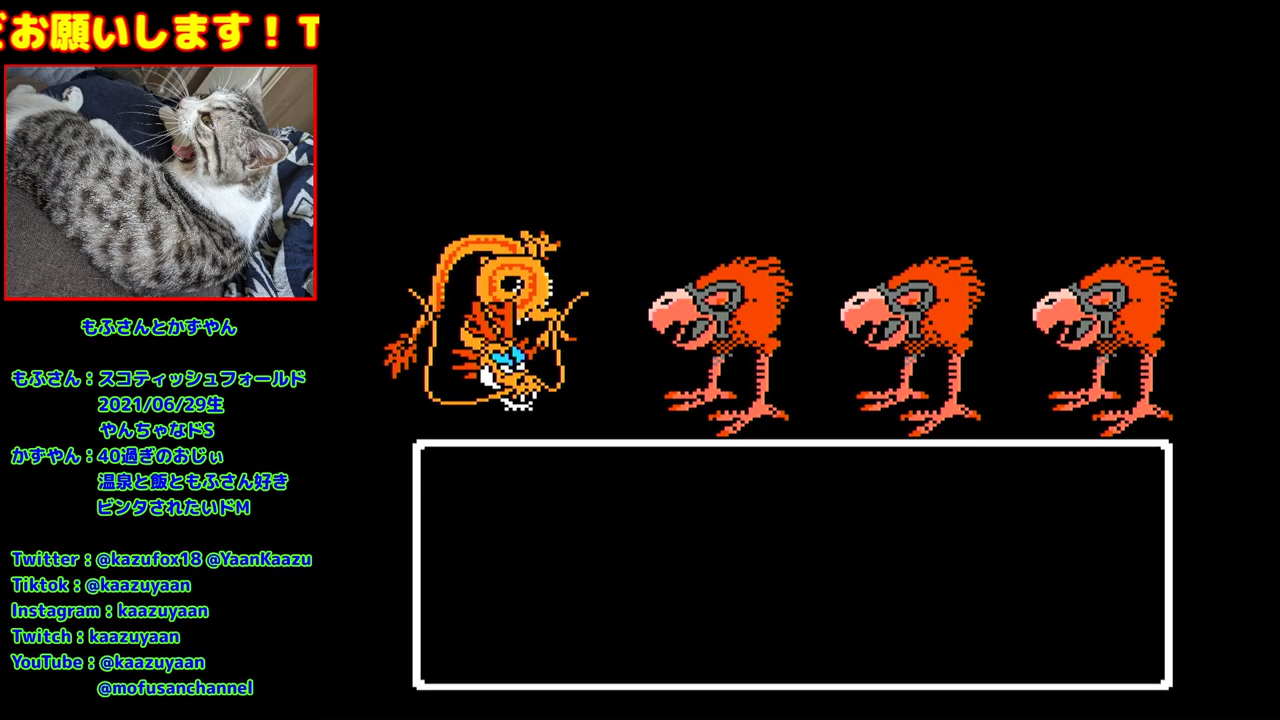 どお願いします！T
もふさんとかずやん
もふさん：スコティッシュフォールド
2021/06/29生
やんちゃなドS
かずやん：40過ぎのおじぃ
温泉と飯ともふさん好き
ビンタされたいドM
Twitter：@kazufox18 @YaanKaazu
Tiktok：@kaazuyaan
Instagram：kaazuyaan
Twitch：kaazuyaan
YouTube：@kaazuyaan
@mofusanchannel